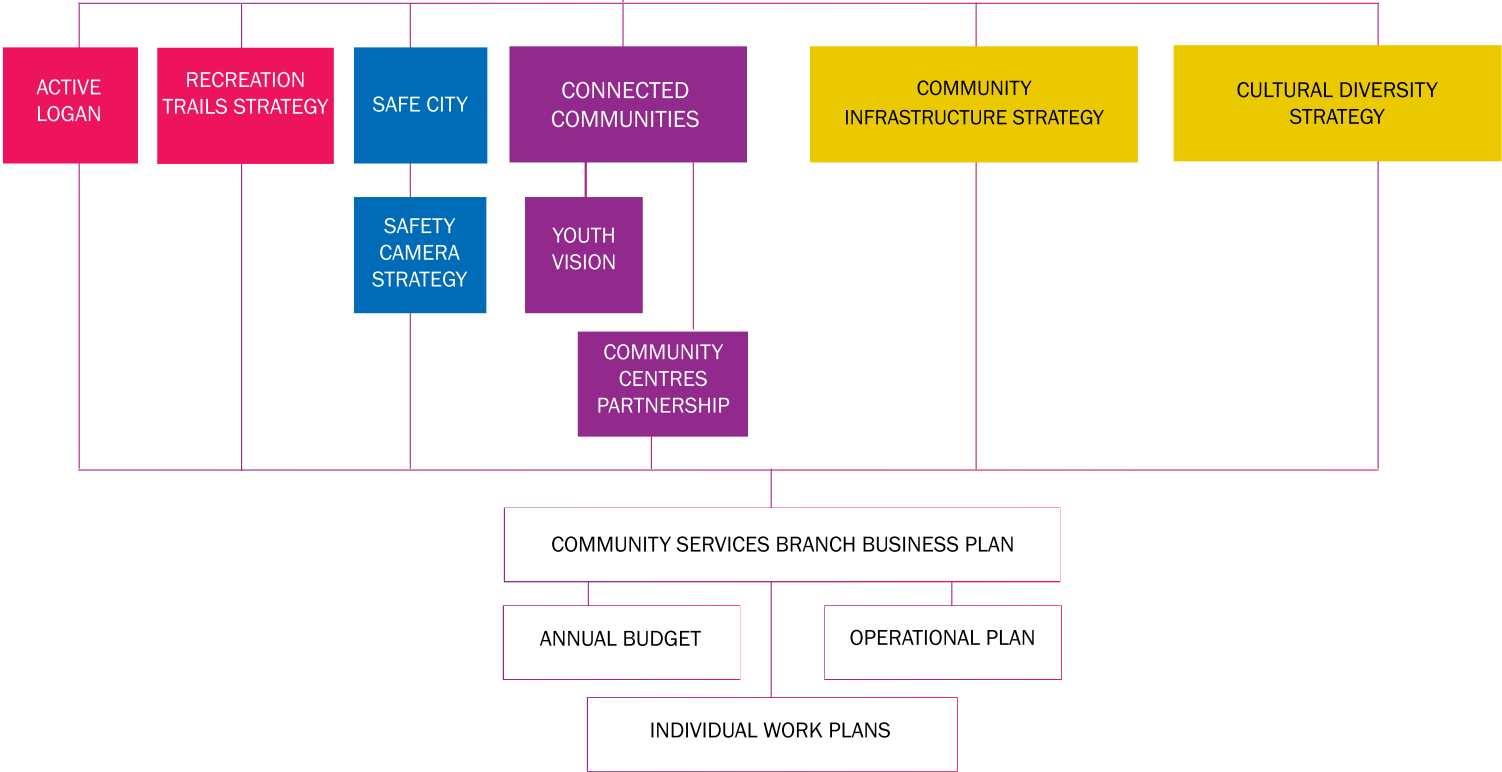 ACTIVE
LOGAN
RECREATION
TRAILS STRATEGY
SAFE CITY
CONNECTED
COMMUNITIES
COMMUNITY
INFRASTRUCTURE STRATEGY
CULTURAL DIVERSITY
STRATEGY
SAFETY
CAMERA
STRATEGY
YOUTH
VISION
COMMUNITY
CENTRES
PARTNERSHIP
COMMUNITY SERVICES BRANCH BUSINESS PLAN
ANNUAL BUDGET
OPERATIONAL PLAN
INDIVIDUAL WORK PLANS